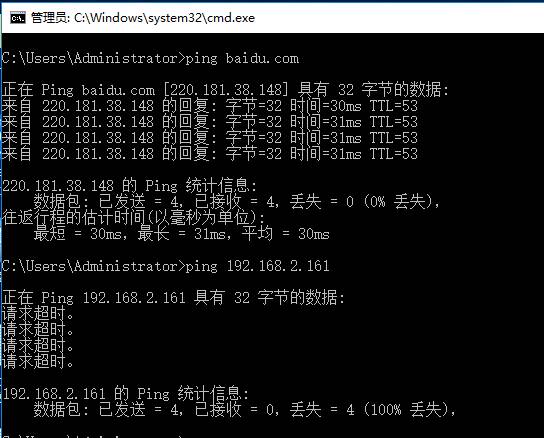 管理员: C:\Windows\system32\cmd.exe
C:\Users\Administrator>ping baidu.com
正在 Ping baidu.com [220.181.38.148] 具有 32 字节的数据:
来自 220.181.38.148 的回复: 字节=32 时间=30ms TTL=53
来自 220.181.38.148 的回复: 字节=32 时间=31ms TTL=53
来自 220.181.38.148 的回复: 字节=32 时间=31ms TTL=53
来自 220.181.38.148 的回复: 字节=32 时间=31ms TTL=53
220.181.38.148 的 Ping 统计信息:
数据包: 已发送 = 4, 已接收 = 4, 丢失 = 0 (0% 丢失),
往返行程的估计时间(以毫秒为单位):
最短 = 30ms, 最长 = 31ms, 平均 = 30ms
C:\Users\Administrator>ping 192.168.2.161
正在 Ping 192.168.2.161 具有 32 字节的数据:
请求超时。
请求超时。
请求超时。
请求超时。
192.168.2.161 的 Ping 统计信息:
数据包: 已发送 = 4, 已接收 = 0, 丢失 = 4 (100% 丢失),